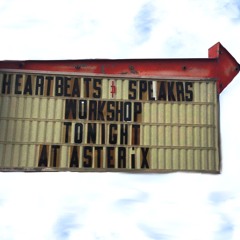 HEARTBEATS & SPEAKRS
WORKSHOP
TONIGHT
AT ASTERIX